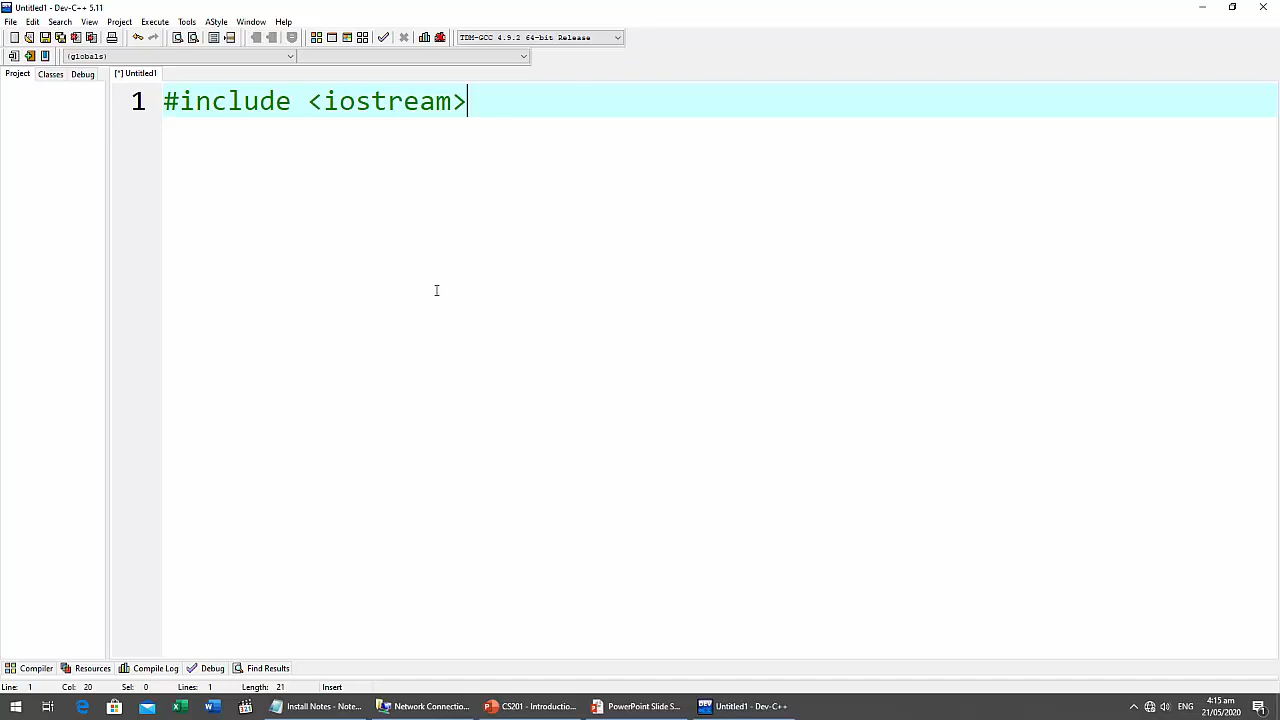 Untitled1 - Dev-C++ 5.11
File Edit Search View Project Execute Tools AStyle Window Help
TDM-GCC 4.9.2 64-bit Release
(globals)
Project Classes Debug [*] Untitled1
1 #include <iostream>
Compiler Resources Compile Log Debug Find Results
Line: 1 Col: 20 Sel: 0 Lines: 1 Length: 21 Insert
Install Notes - Note... Network Connectio... CS201 - Introductio... PowerPoint Slide S... Untitled1 - Dev-C++ ENG 4:15 am
21/05/2020